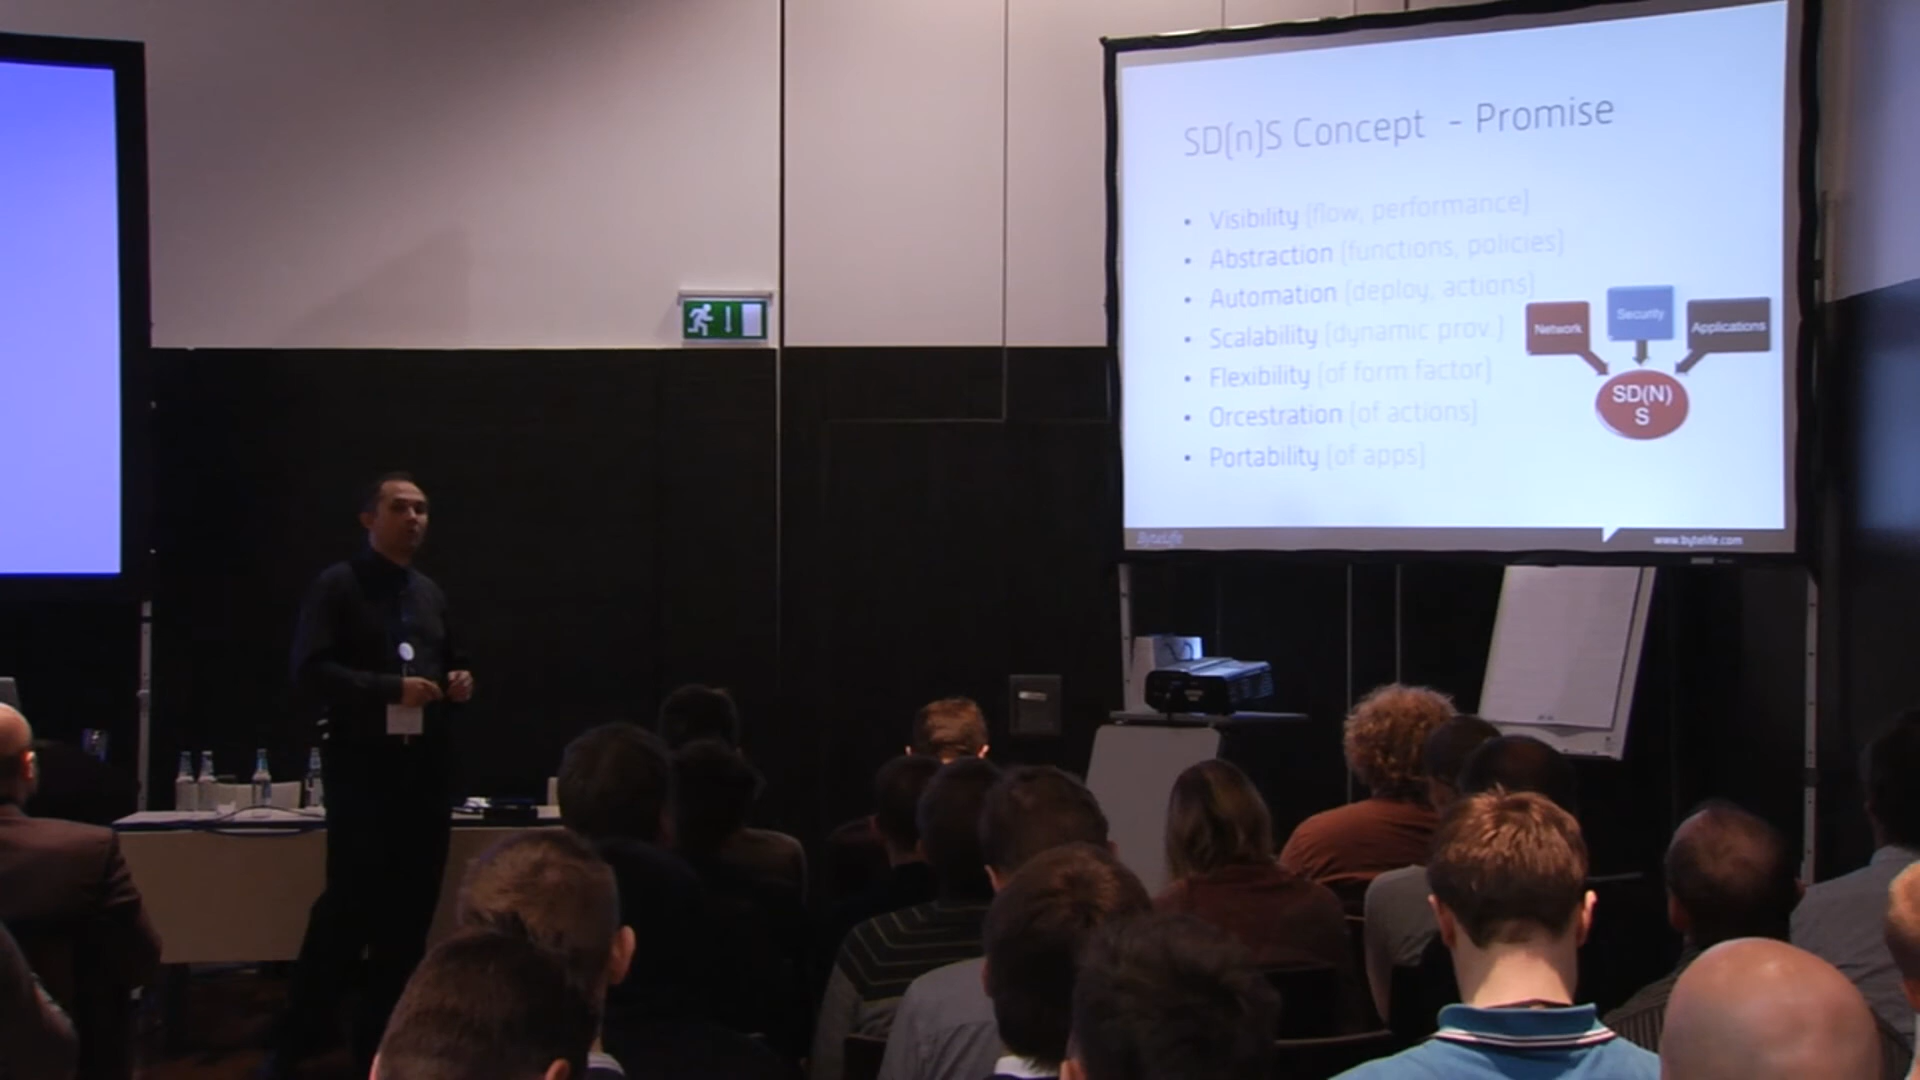 SD(n)S Concept - Promise
• Visibility (flow, performance)
• Abstraction (functions, policies)
• Automation (deploy, actions)
• Scalability (dynamic prov.)
• Flexibility (of form factor)
• Orcestration (of actions)
• Portability (of apps)
Network
Security
Applications
SD(N)
S
ByteLife
www.bytelife.com